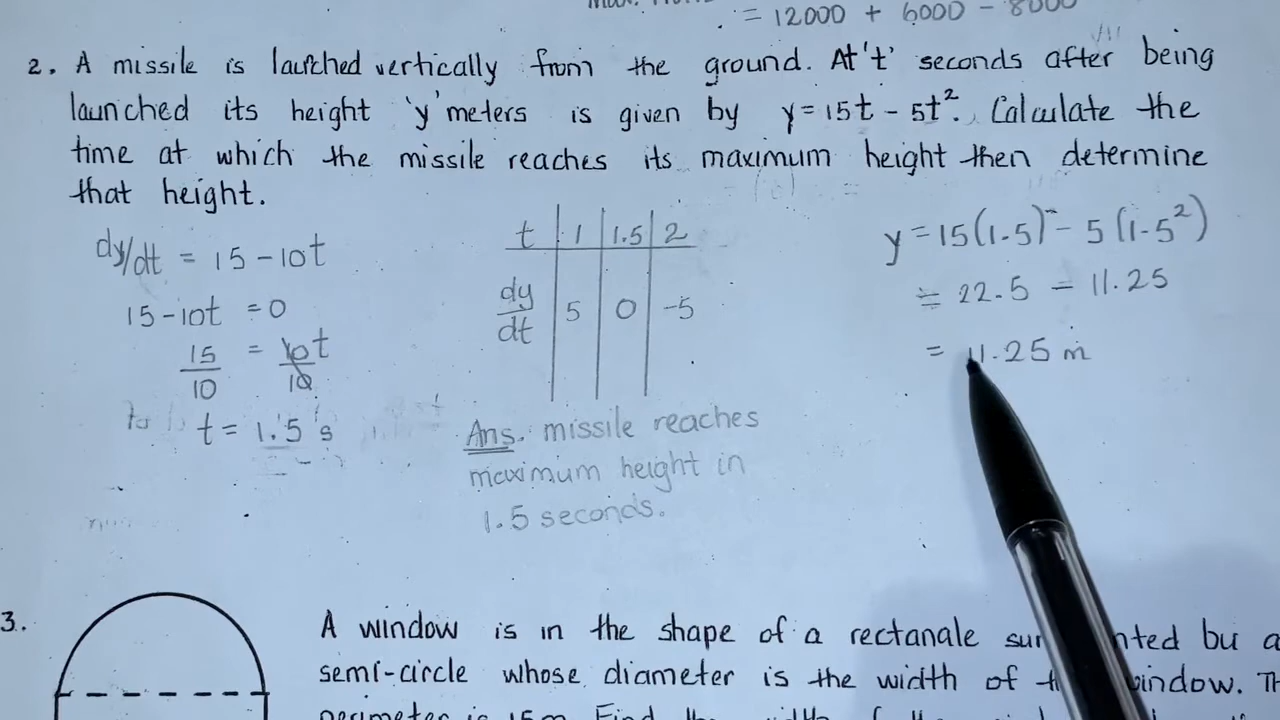 = 12000 + 6000 - 8000
2. A missile is launched vertically from the ground. At 't' seconds after being
launched its height 'y' meters is given by y = 15t - 5t². Calculate the
time at which the missile reaches its maximum height then determine
that height.
dy/dt = 15 - 10t
15 - 10t = 0
15/10 = 10t/10
t = 1.5 s
t | 1 | 1.5 | 2
dy/dt | 5 | 0 | -5
Ans. missile reaches
maximum height in
1.5 seconds.
y = 15(1.5) - 5(1.5²)
= 22.5 - 11.25
= 11.25 m
3.
A window is in the shape of a rectanale
semi-circle whose diameter is the width of window.
perimeter is 15m. Find the